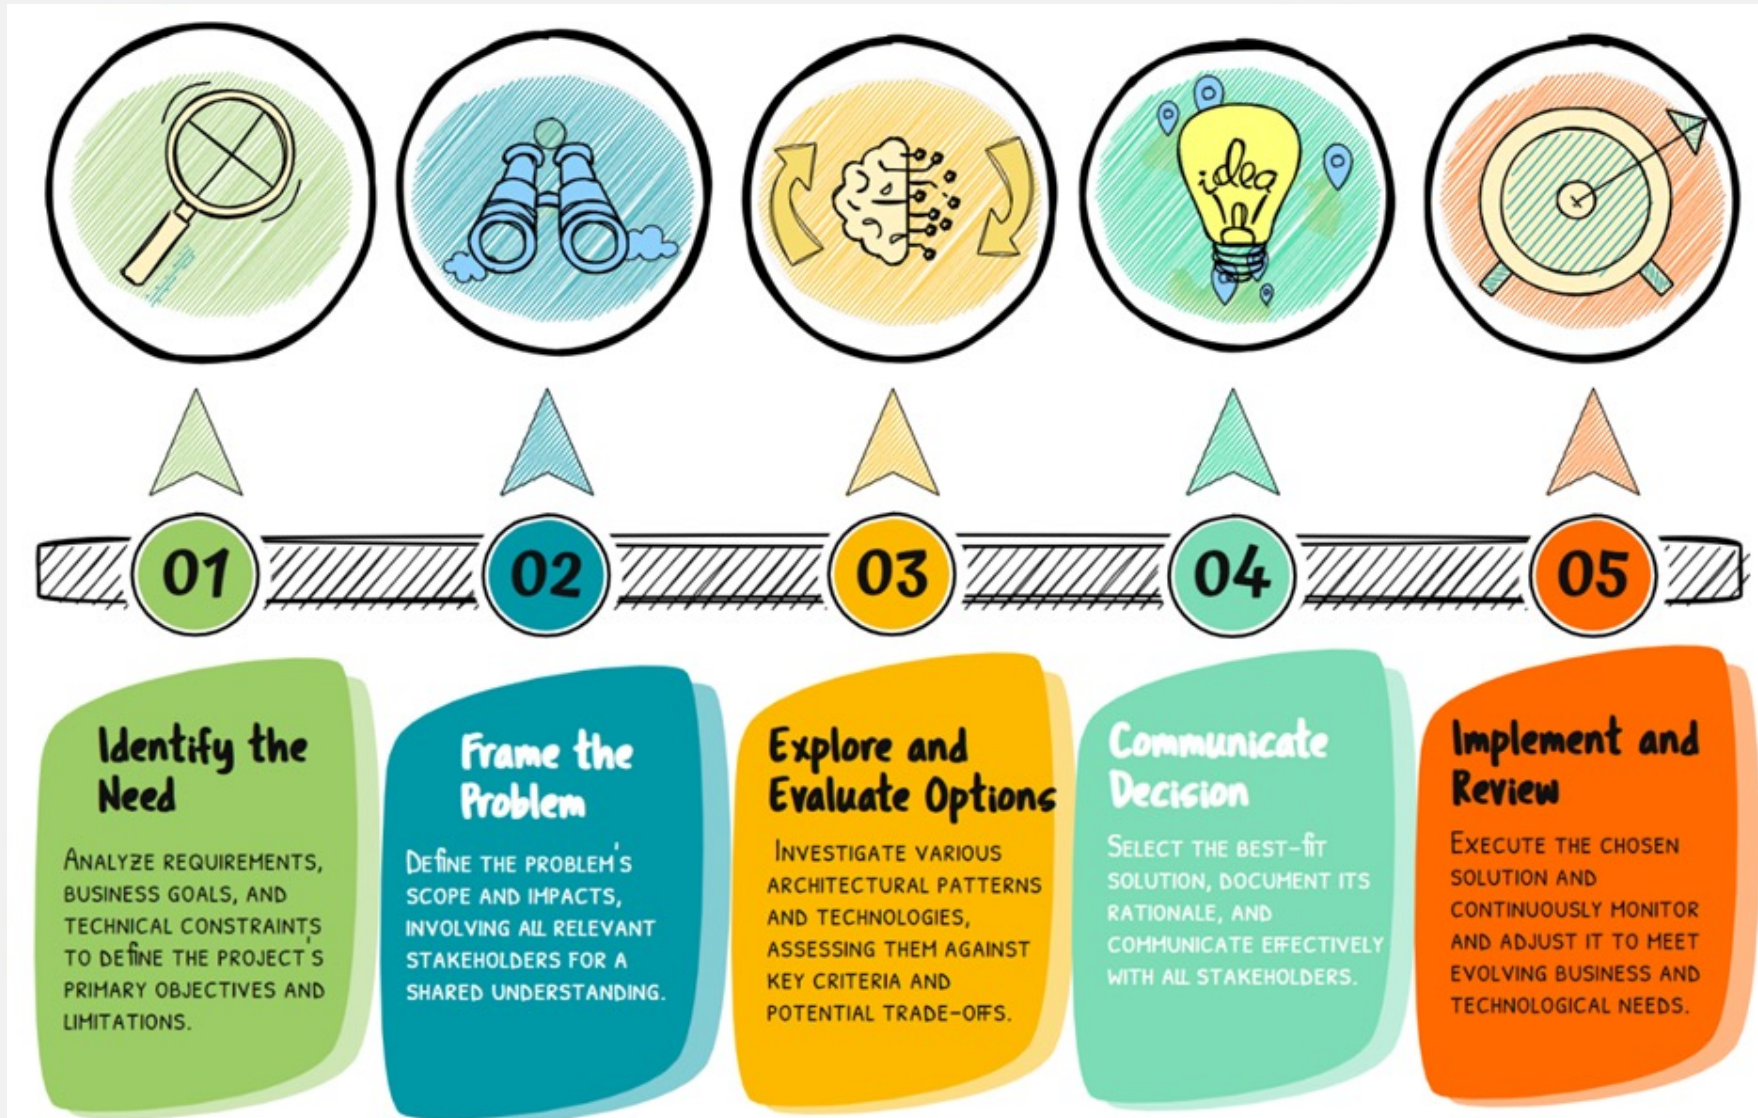 idea
01
02
03
04
05
Identify the
Need
ANALYZE REQUIREMENTS,
BUSINESS GOALS, AND
TECHNICAL CONSTRAINTS
TO DEfiNE THE PROJECT'S
PRIMARY OBJECTIVES AND
LIMITATIONS.
Frame the
Problem
DEfiNE THE PROBLEM'S
SCOPE AND IMPACTS,
INVOLVING ALL RELEVANT
STAKEHOLDERS FOR A
SHARED UNDERSTANDING.
Explore and
Evaluate Options
INVESTIGATE VARIOUS
ARCHITECTURAL PATTERNS
AND TECHNOLOGIES,
ASSESSING THEM AGAINST
KEY CRITERIA AND
POTENTIAL TRADE-OFFS.
Communicate
Decision
SELECT THE BEST-fiT
SOLUTION, DOCUMENT ITS
RATIONALE, AND
COMMUNICATE EFFECTIVELY
WITH ALL STAKEHOLDERS.
Implement and
Review
EXECUTE THE CHOSEN
SOLUTION AND
CONTINUOUSLY MONITOR
AND ADJUST IT TO MEET
EVOLVING BUSINESS AND
TECHNOLOGICAL NEEDS.